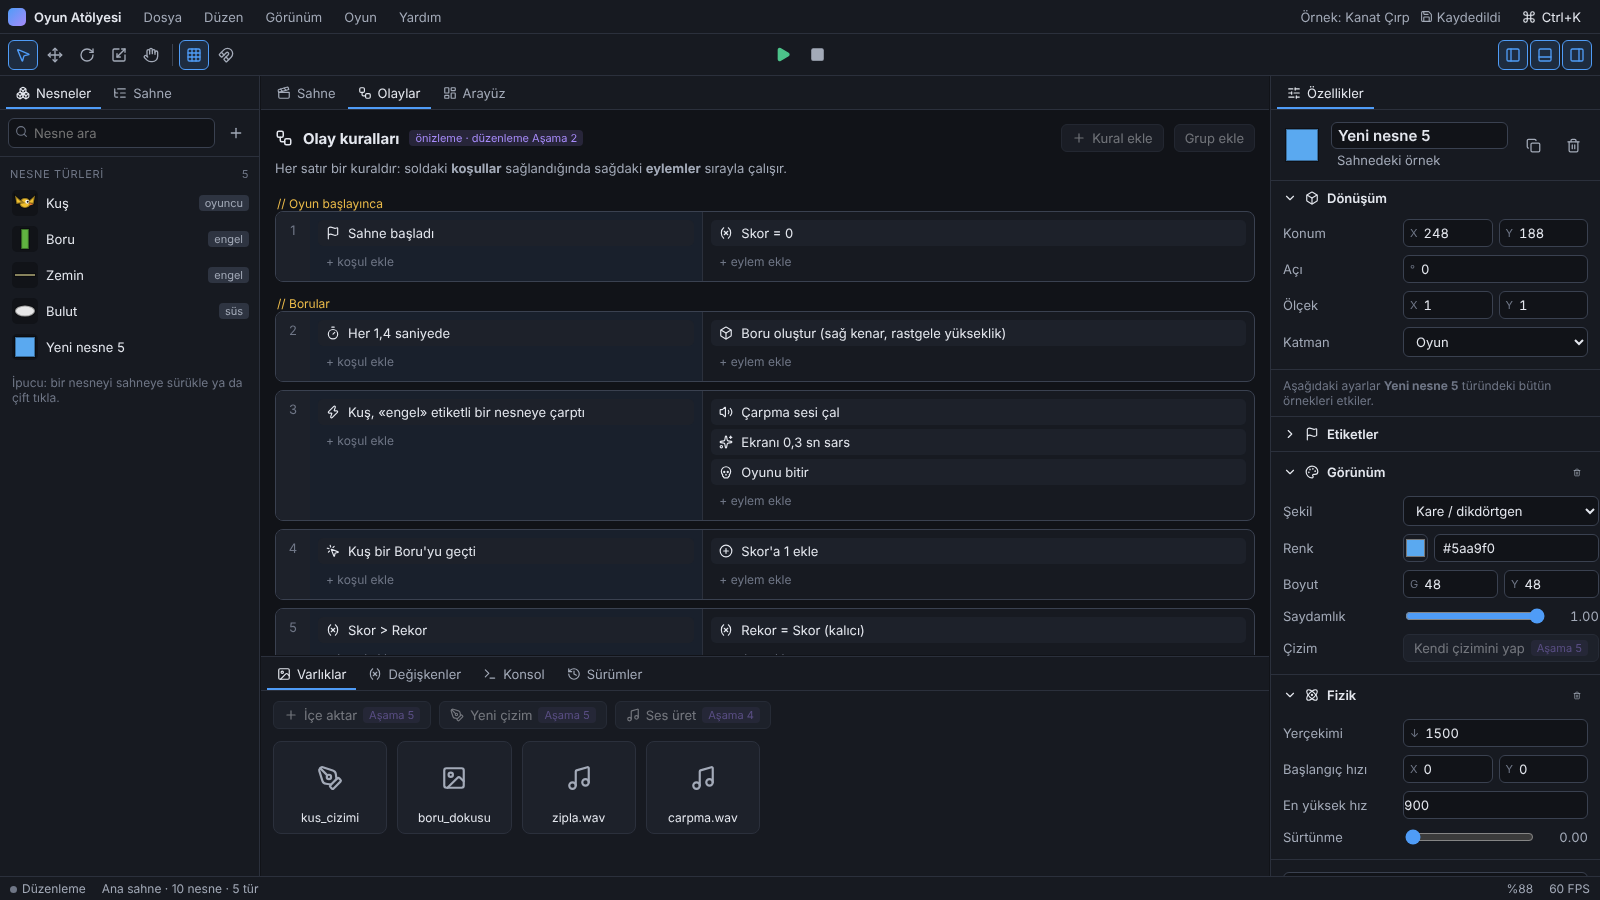 Oyun Atölyesi Dosya Düzen Görünüm Oyun Yardım
Örnek: Kanat Çırp Kaydedildi ⌘ Ctrl+K
Nesneler Sahne
Nesne ara
NESNE TÜRLERİ 5
Kuş oyuncu
Boru engel
Zemin engel
Bulut süs
Yeni nesne 5
İpucu: bir nesneyi sahneye sürükle ya da
çift tıkla.
Sahne Olaylar Arayüz
Olay kuralları önizleme · düzenleme Aşama 2
+ Kural ekle Grup ekle
Her satır bir kuraldır: soldaki koşullar sağlandığında sağdaki eylemler sırayla çalışır.
// Oyun başlayınca
1 Sahne başladı Skor = 0
+ koşul ekle + eylem ekle
// Borular
2 Her 1,4 saniyede Boru oluştur (sağ kenar, rastgele yükseklik)
+ koşul ekle + eylem ekle
3 Kuş, «engel» etiketli bir nesneye çarptı Çarpma sesi çal
+ koşul ekle Ekranı 0,3 sn sars
Oyunu bitir
+ eylem ekle
4 Kuş bir Boru'yu geçti Skor'a 1 ekle
+ koşul ekle + eylem ekle
5 Skor > Rekor Rekor = Skor (kalıcı)
Varlıklar Değişkenler Konsol Sürümler
+ İçe aktar Aşama 5 Yeni çizim Aşama 5 Ses üret Aşama 4
kus_cizimi boru_dokusu zipla.wav carpma.wav
Özellikler
Yeni nesne 5
Sahnedeki örnek
Dönüşüm
Konum X 248 Y 188
Açı ° 0
Ölçek X 1 Y 1
Katman Oyun
Aşağıdaki ayarlar Yeni nesne 5 türündeki bütün
örnekleri etkiler.
Etiketler
Görünüm
Şekil Kare / dikdörtgen
Renk #5aa9f0
Boyut G 48 Y 48
Saydamlık 1.00
Çizim Kendi çizimini yap Aşama 5
Fizik
Yerçekimi ↓ 1500
Başlangıç hızı X 0 Y 0
En yüksek hız 900
Sürtünme 0.00
Düzenleme Ana sahne · 10 nesne · 5 tür
%88 60 FPS